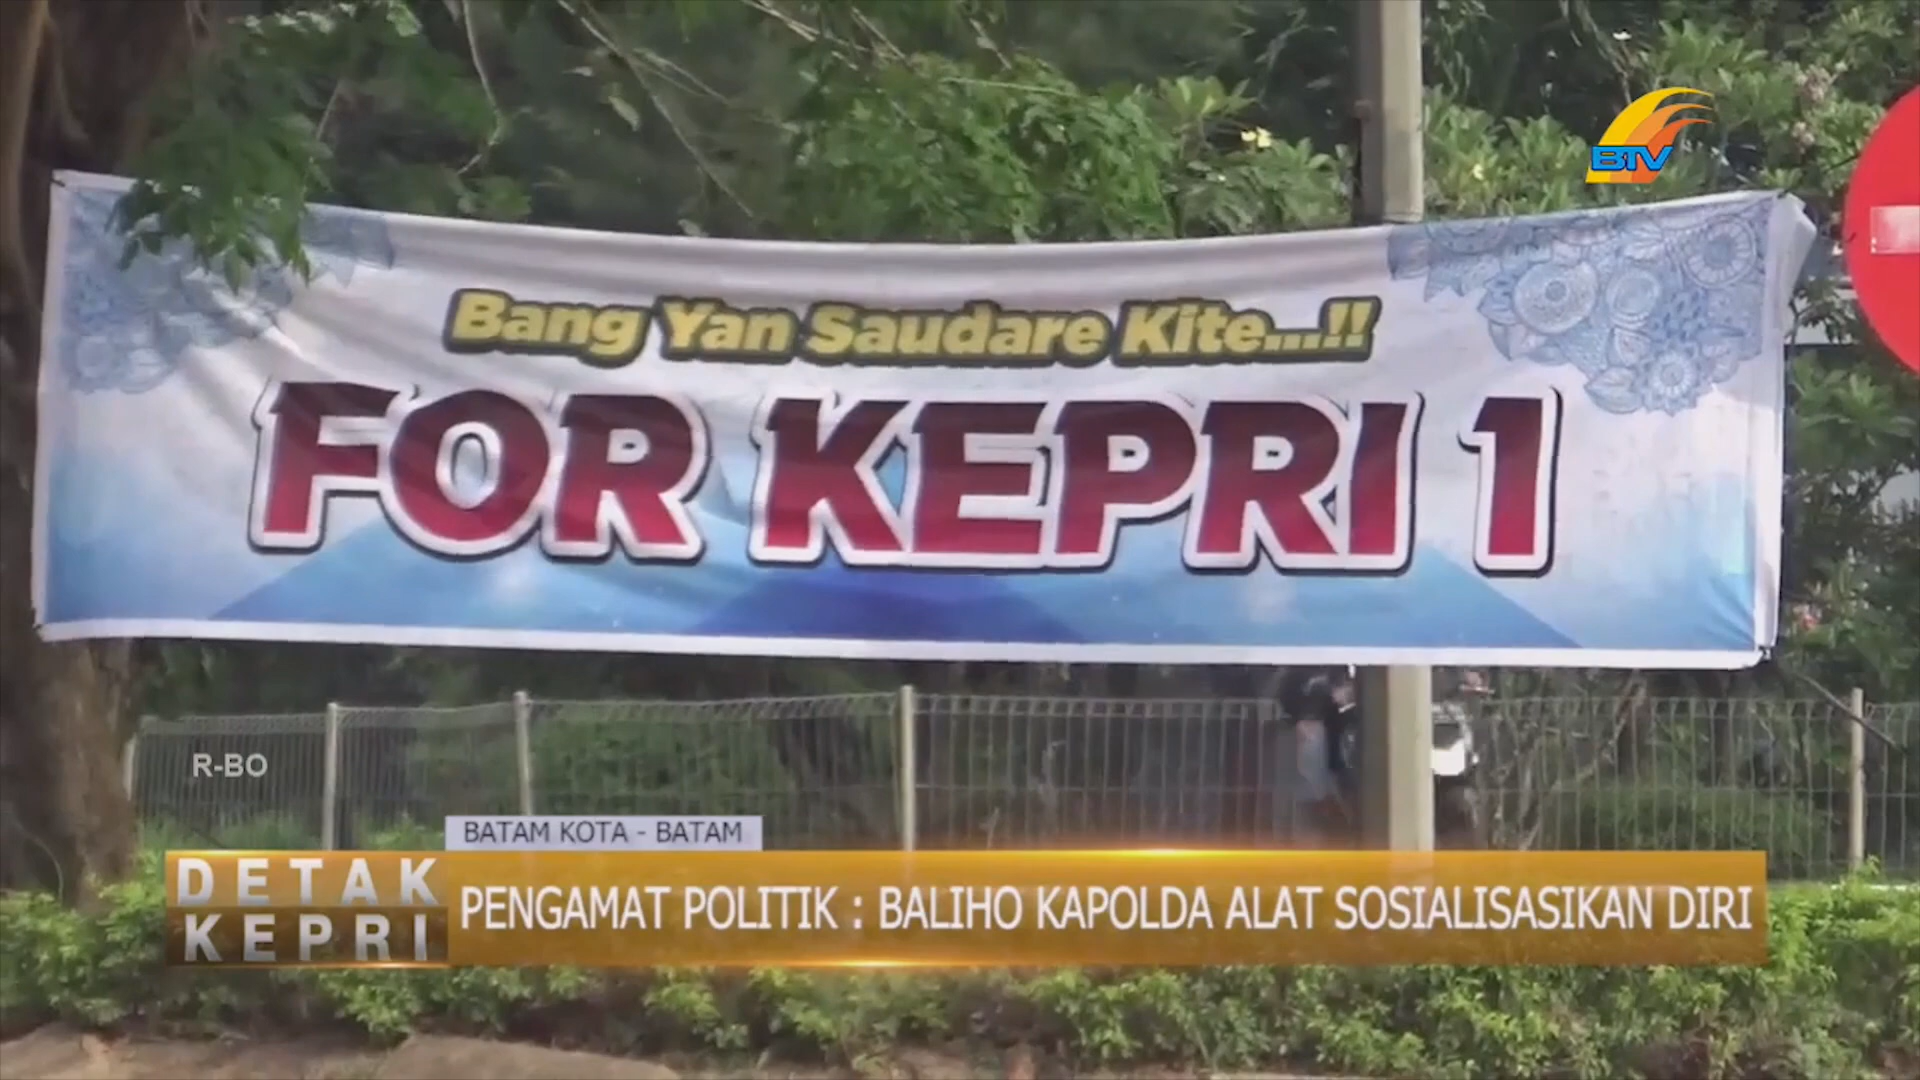 BTV
Bang Yan Saudare Kite...!!
FOR KEPRI 1
R-BO
BATAM KOTA - BATAM
DETAK
KEPRI
PENGAMAT POLITIK : BALIHO KAPOLDA ALAT SOSIALISASIKAN DIRI